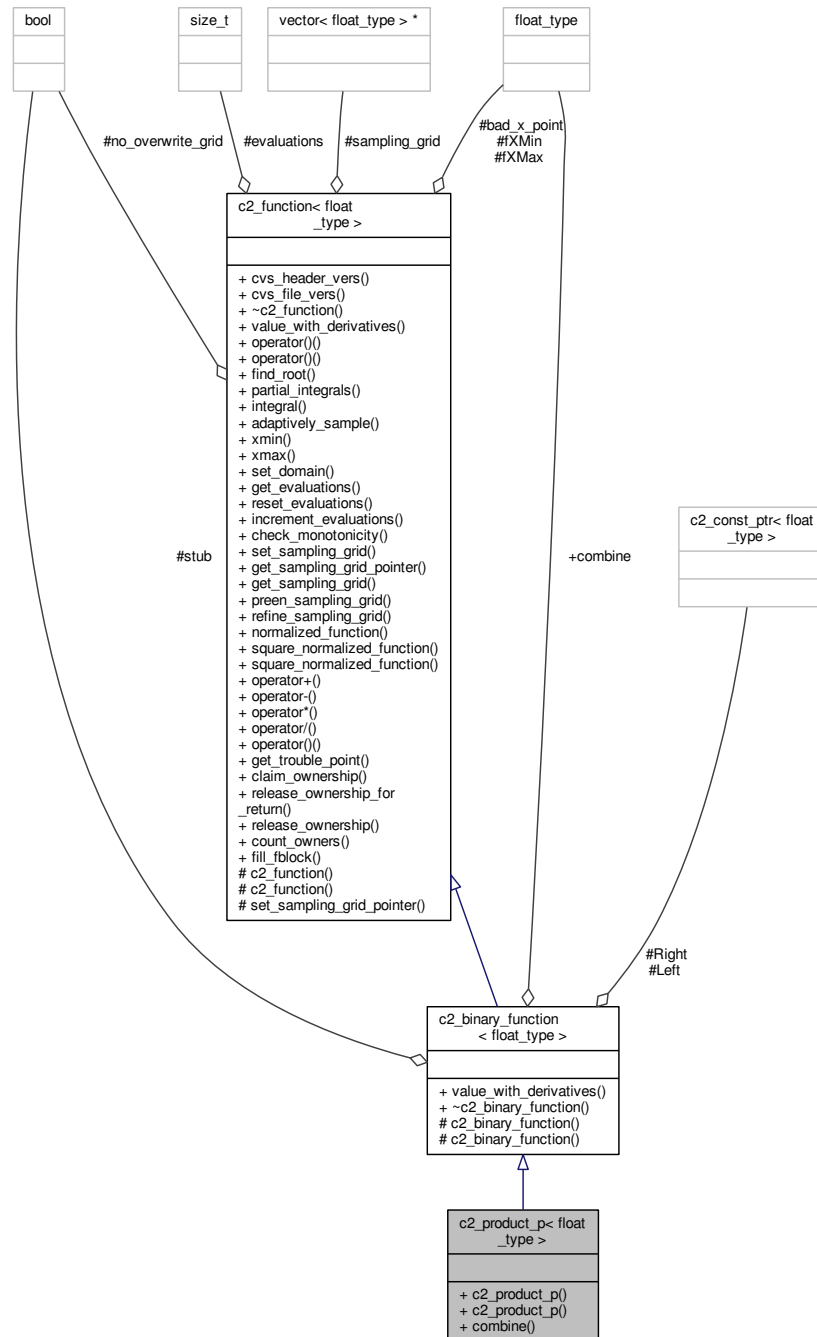 bool
size_t
vector< float_type > *
float_type
#no_overwrite_grid
#evaluations
#sampling_grid
#bad_x_point
#fXMin
#fXMax
c2_function< float
_type >
+ cvs_header_vers()
+ cvs_file_vers()
+ ~c2_function()
+ value_with_derivatives()
+ operator()()
+ operator()()
+ find_root()
+ partial_integrals()
+ integral()
+ adaptively_sample()
+ xmin()
+ xmax()
+ set_domain()
+ get_evaluations()
+ reset_evaluations()
+ increment_evaluations()
+ check_monotonicity()
+ set_sampling_grid()
+ get_sampling_grid_pointer()
+ get_sampling_grid()
+ preen_sampling_grid()
+ refine_sampling_grid()
+ normalized_function()
+ square_normalized_function()
+ square_normalized_function()
+ operator+()
+ operator-()
+ operator*()
+ operator/()
+ operator()()
+ get_trouble_point()
+ claim_ownership()
+ release_ownership_for
_return()
+ release_ownership()
+ count_owners()
+ fill_fblock()
# c2_function()
# c2_function()
# set_sampling_grid_pointer()
#stub
+combine
c2_const_ptr< float
_type >
#Right
#Left
c2_binary_function
< float_type >
+ value_with_derivatives()
+ ~c2_binary_function()
# c2_binary_function()
# c2_binary_function()
c2_product_p< float
_type >
+ c2_product_p()
+ c2_product_p()
+ combine()